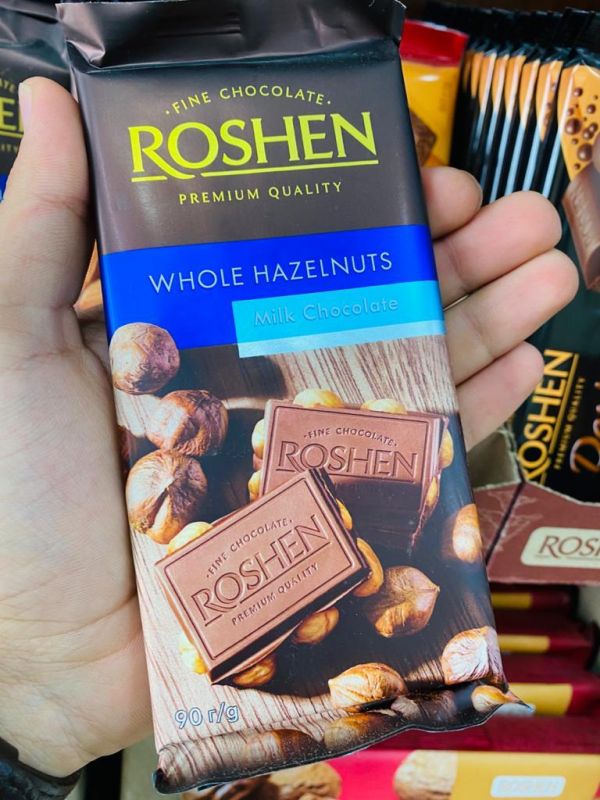 ·FINE CHOCOLATE·
ROSHEN
PREMIUM QUALITY
WHOLE HAZELNUTS
Milk Chocolate
·FINE CHOCOLATE·
ROSHEN
·FINE CHOCOLATE·
ROSHEN
PREMIUM QUALITY
90 г/g
ROSHEN
PREMIUM QUALITY